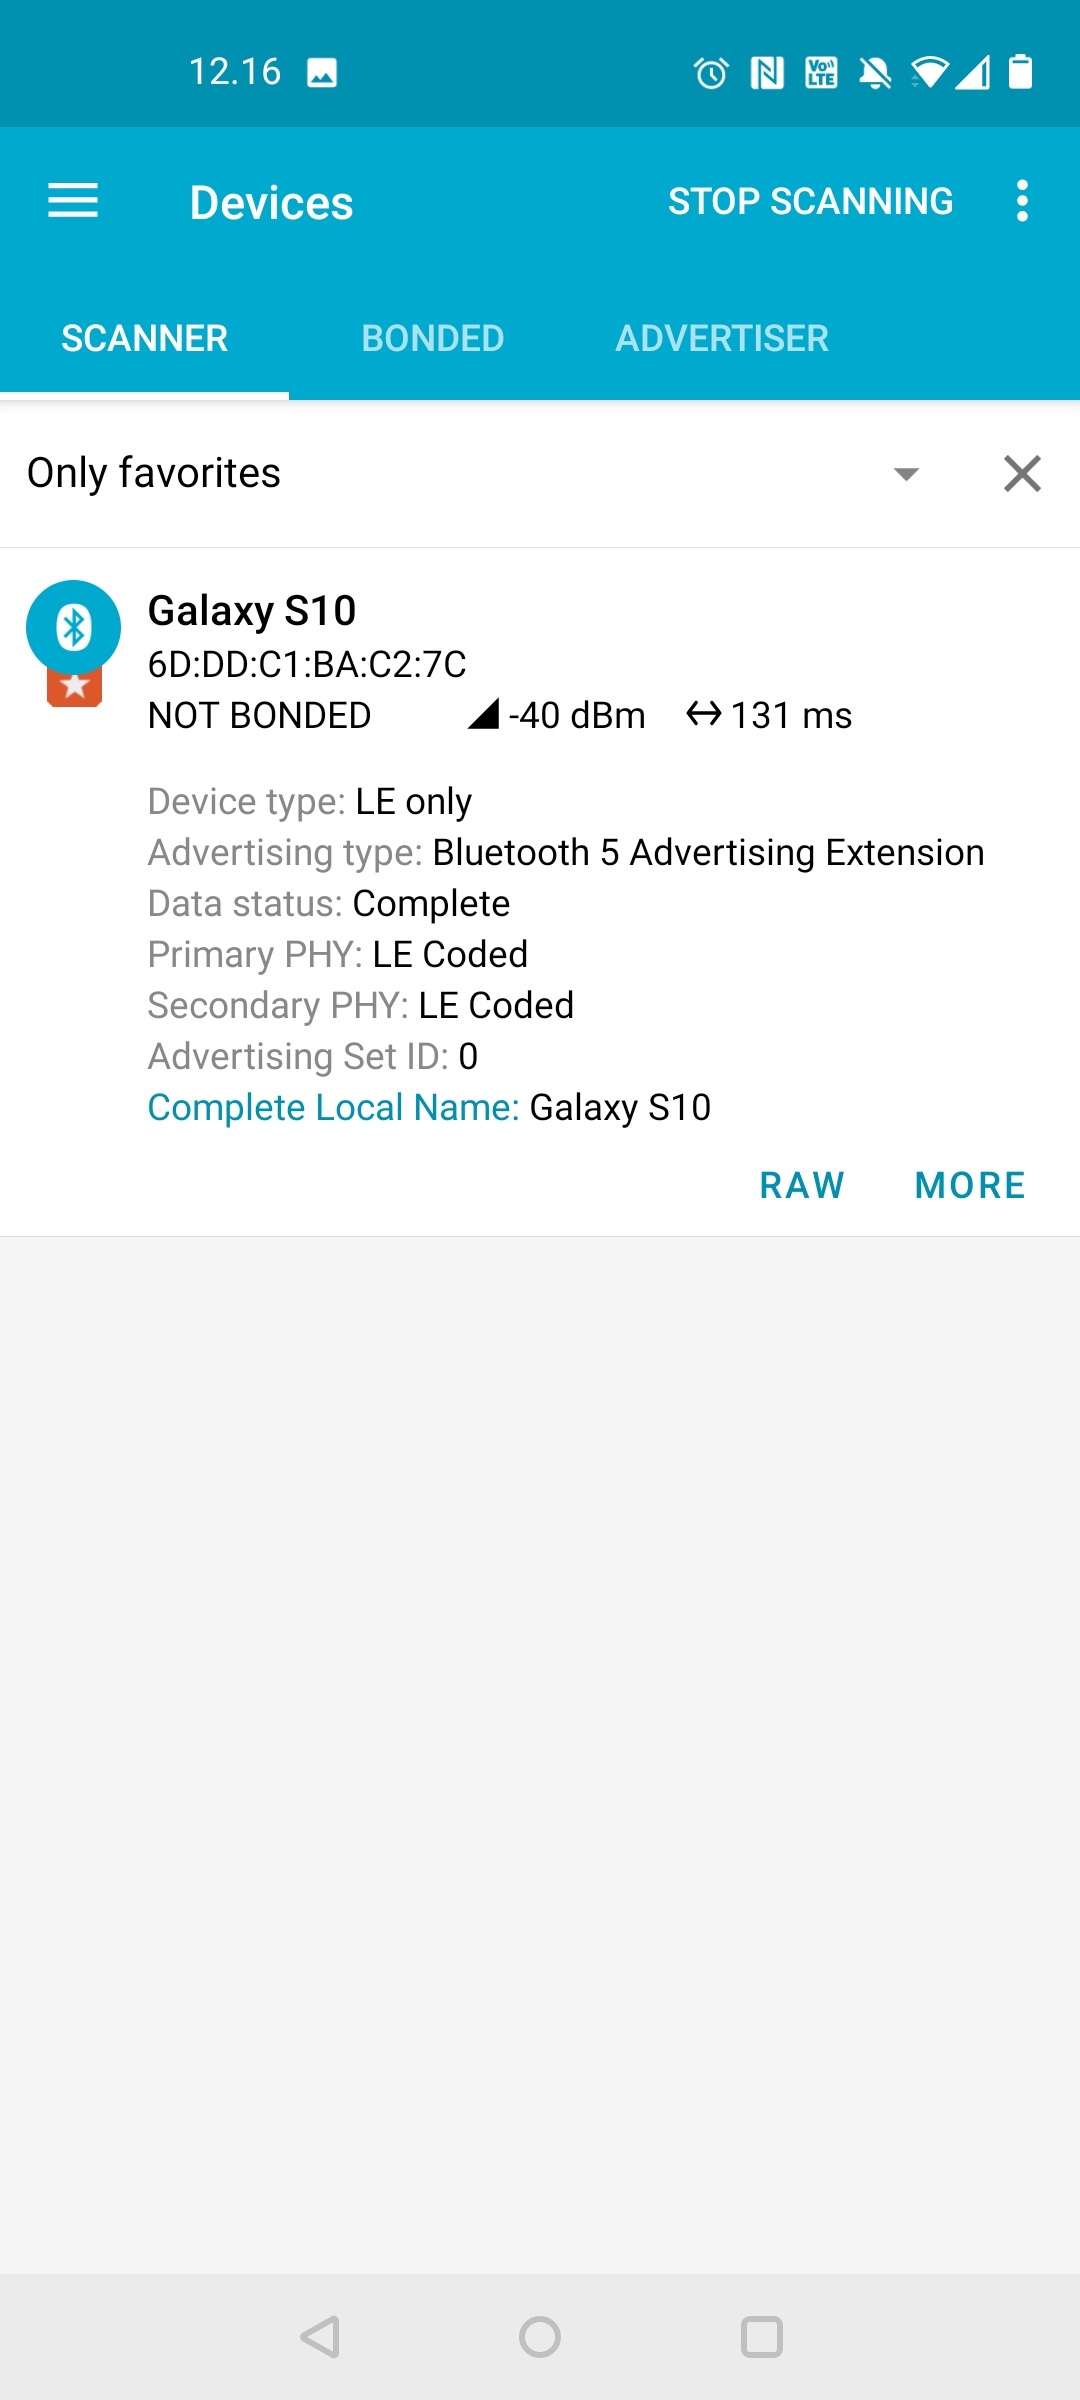 12.16
Devices STOP SCANNING
SCANNER BONDED ADVERTISER
Only favorites
Galaxy S10
6D:DD:C1:BA:C2:7C
NOT BONDED -40 dBm 131 ms
Device type: LE only
Advertising type: Bluetooth 5 Advertising Extension
Data status: Complete
Primary PHY: LE Coded
Secondary PHY: LE Coded
Advertising Set ID: 0
Complete Local Name: Galaxy S10
RAW MORE